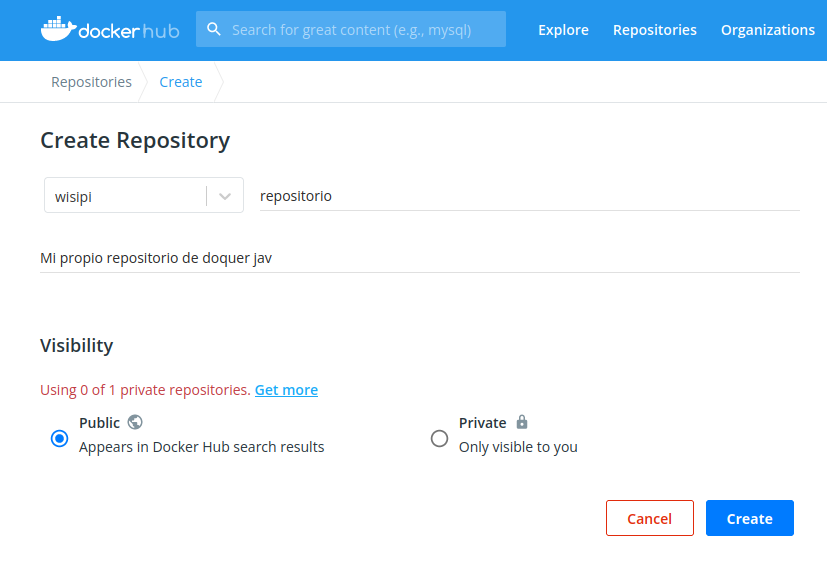 dockerhub Search for great content (e.g., mysql) Explore Repositories Organizations
Repositories Create
Create Repository
wisipi repositorio
Mi propio repositorio de doquer jav
Visibility
Using 0 of 1 private repositories. Get more
Public Private
Appears in Docker Hub search results Only visible to you
Cancel Create